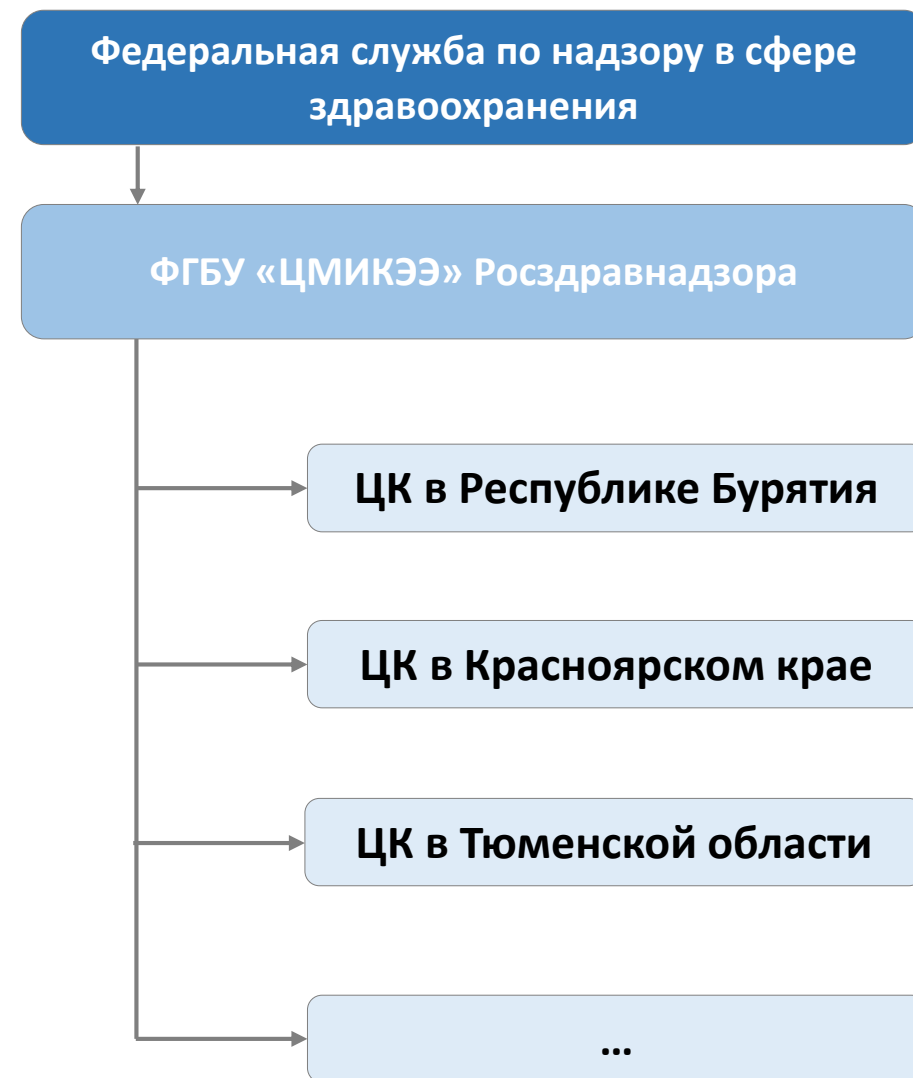 Федеральная служба по надзору в сфере
здравоохранения
ФГБУ «ЦМИКЭЭ» Росздравнадзора
ЦК в Республике Бурятия
ЦК в Красноярском крае
ЦК в Тюменской области
...